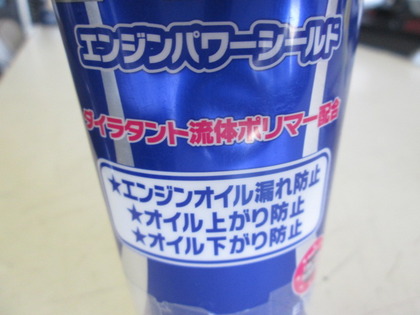 エンジンパワーシールド
ダイラタント流体ポリマー配合
★エンジンオイル漏れ防止
★オイル上がり防止
★オイル下がり防止